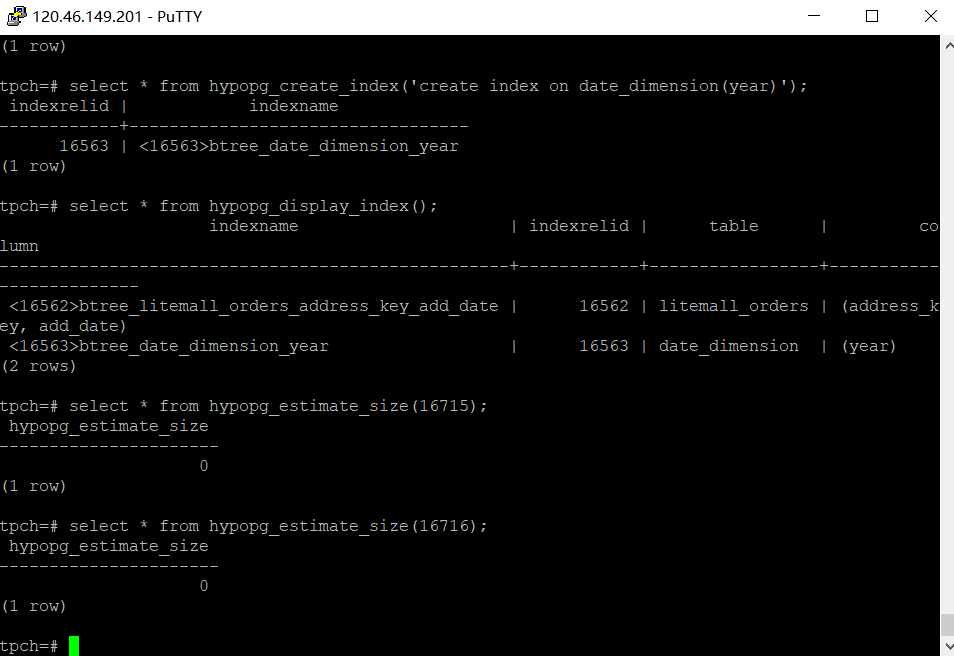 120.46.149.201 - PuTTY
(1 row)
tpch=# select * from hypopg_create_index('create index on date_dimension(year)');
 indexrelid |            indexname
------------+----------------------------------
      16563 | <16563>btree_date_dimension_year
(1 row)
tpch=# select * from hypopg_display_index();
                     indexname                     | indexrelid |      table      |         co
lumn
---------------------------------------------------+------------+-----------------+-----------
--------------
 <16562>btree_litemall_orders_address_key_add_date |      16562 | litemall_orders | (address_k
ey, add_date)
 <16563>btree_date_dimension_year                  |      16563 | date_dimension  | (year)
(2 rows)
tpch=# select * from hypopg_estimate_size(16715);
 hypopg_estimate_size
----------------------
                    0
(1 row)
tpch=# select * from hypopg_estimate_size(16716);
 hypopg_estimate_size
----------------------
                    0
(1 row)
tpch=#